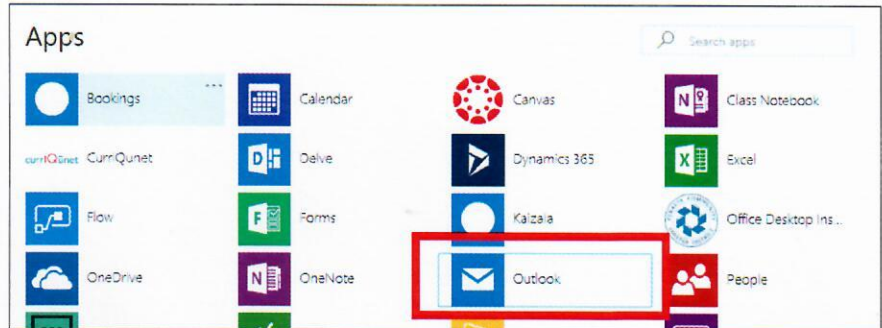 Apps
Search apps
Bookings
Calendar
Canvas
Class Notebook
currIQūnet CurrIQunet
Delve
Dynamics 365
Excel
Flow
Forms
Kaizala
Office Desktop Ins...
OneDrive
OneNote
Outlook
People